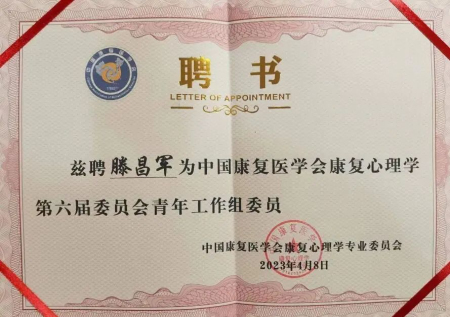 聘书
LETTER OF APPOINTMENT
兹聘滕昌军为中国康复医学会康复心理学
第六届委员会青年工作组委员
中国康复医学会康复心理学专业委员会
2023年4月8日